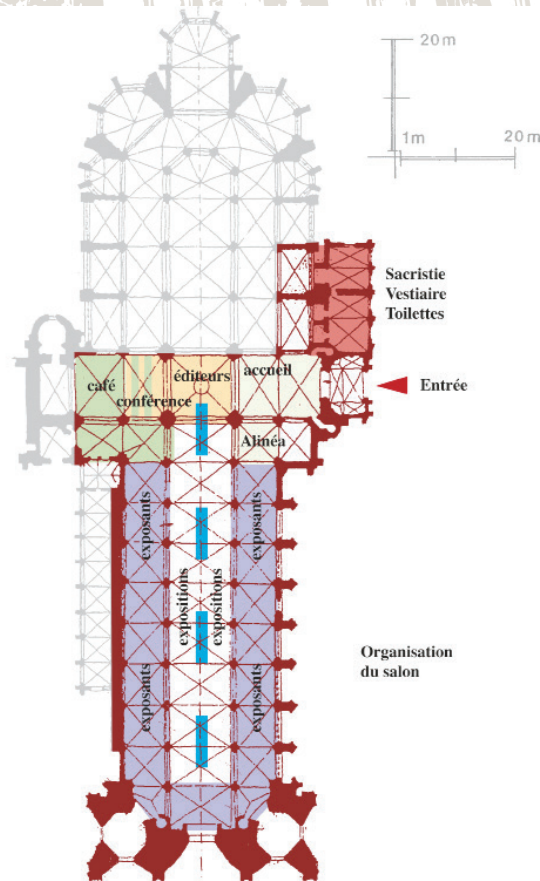 20 m
1m
20 m
Sacristie
Vestiaire
Toilettes
café
conférence
éditeurs
accueil
Entrée
Alinéa
exposants
exposants
expositions
expositions
Organisation
du salon
exposants
exposants